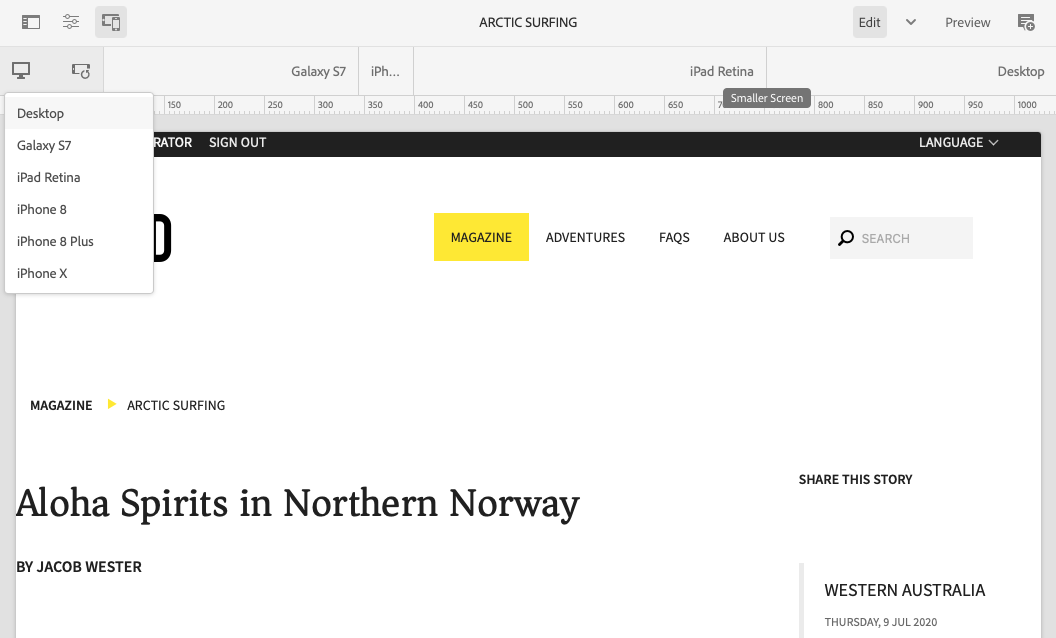 ARCTIC SURFING
Edit
Preview
Galaxy S7
iPh...
iPad Retina
Desktop
150 200 250 300 350 400 450 500 550 600 650 800 850 900 950 1000
Smaller Screen
Desktop
Galaxy S7
iPad Retina
iPhone 8
iPhone 8 Plus
iPhone X
RATOR SIGN OUT
LANGUAGE
MAGAZINE ADVENTURES FAQS ABOUT US
SEARCH
MAGAZINE ARCTIC SURFING
SHARE THIS STORY
Aloha Spirits in Northern Norway
BY JACOB WESTER
WESTERN AUSTRALIA
THURSDAY, 9 JUL 2020